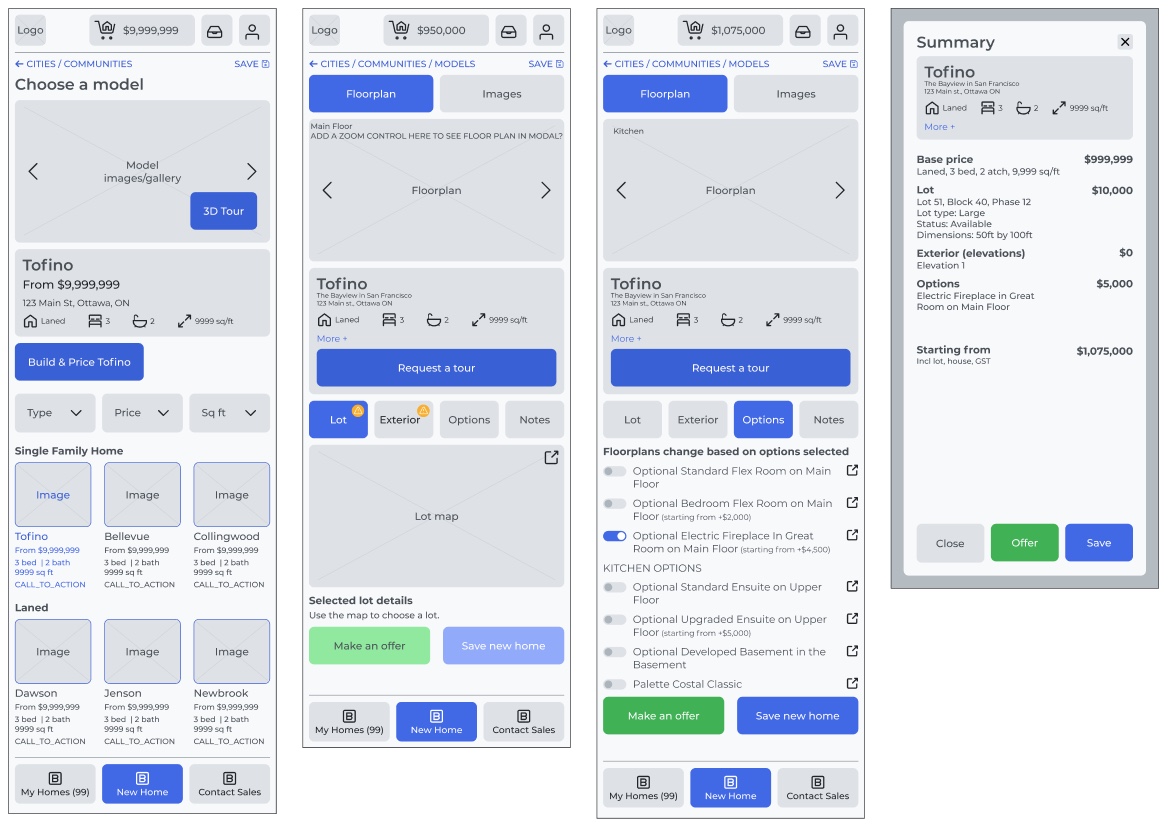 Logo
$9,999,999
CITIES / COMMUNITIES
SAVE
Choose a model
Model
images/gallery
3D Tour
Tofino
From $9,999,999
123 Main St, Ottawa, ON
Laned
3
2
9999 sq/ft
Build & Price Tofino
Type
Price
Sq ft
Single Family Home
Image
Image
Image
Tofino
From $9,999,999
3 bed | 2 bath
9999 sq ft
CALL_TO_ACTION
Bellevue
From $9,999,999
3 bed | 2 bath
9999 sq ft
CALL_TO_ACTION
Collingwood
From $9,999,999
3 bed | 2 bath
9999 sq ft
CALL_TO_ACTION
Laned
Image
Image
Image
Dawson
From $9,999,999
3 bed | 2 bath
9999 sq ft
CALL_TO_ACTION
Jenson
From $9,999,999
3 bed | 2 bath
9999 sq ft
CALL_TO_ACTION
Newbrook
From $9,999,999
3 bed | 2 bath
9999 sq ft
CALL_TO_ACTION
B
My Homes (99)
B
New Home
B
Contact Sales
Logo
$950,000
CITIES / COMMUNITIES / MODELS
SAVE
Floorplan
Images
Main Floor
ADD A ZOOM CONTROL HERE TO SEE FLOOR PLAN IN MODAL?
Floorplan
Tofino
The Bayview in San Francisco
123 Main st., Ottawa ON
Laned
3
2
9999 sq/ft
More +
Request a tour
Lot
Exterior
Options
Notes
Lot map
Selected lot details
Use the map to choose a lot.
Make an offer
Save new home
B
My Homes (99)
B
New Home
B
Contact Sales
Logo
$1,075,000
CITIES / COMMUNITIES / MODELS
SAVE
Floorplan
Images
Kitchen
Floorplan
Tofino
The Bayview in San Francisco
123 Main st., Ottawa ON
Laned
3
2
9999 sq/ft
More +
Request a tour
Lot
Exterior
Options
Notes
Floorplans change based on options selected
Optional Standard Flex Room on Main
Floor
Optional Bedroom Flex Room on Main
Floor (starting from +$2,000)
Optional Electric Fireplace In Great
Room on Main Floor (starting from +$4,500)
KITCHEN OPTIONS
Optional Standard Ensuite on Upper
Floor
Optional Upgraded Ensuite on Upper
Floor (starting from +$5,000)
Optional Developed Basement in the
Basement
Palette Costal Classic
Make an offer
Save new home
B
My Homes (99)
B
New Home
B
Contact Sales
Summary
Tofino
The Bayview in San Francisco
123 Main st., Ottawa ON
Laned
3
2
9999 sq/ft
More +
Base price
$999,999
Laned, 3 bed, 2 atch, 9,999 sq/ft
Lot
$10,000
Lot 51, Block 40, Phase 12
Lot type: Large
Status: Available
Dimensions: 50ft by 100ft
Exterior (elevations)
$0
Elevation 1
Options
$5,000
Electric Fireplace in Great
Room on Main Floor
Starting from
$1,075,000
Incl lot, house, GST
Close
Offer
Save